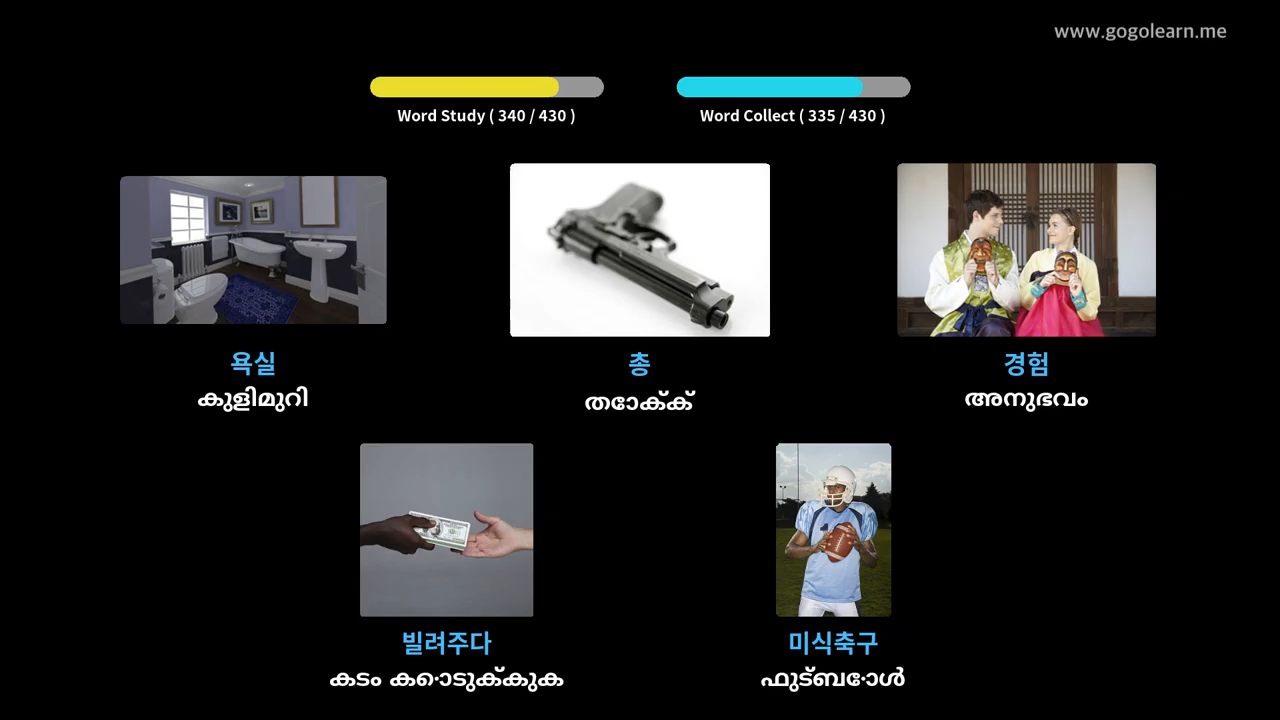 www.gogolearn.me
Word Study ( 340 / 430 )
Word Collect ( 335 / 430 )
욕실
총
경험
കുളിമുറി
തോക്ക്
അനുഭവം
빌려주다
미식축구
കടം കൊടുക്കുക
ഫുട്ബോൾ